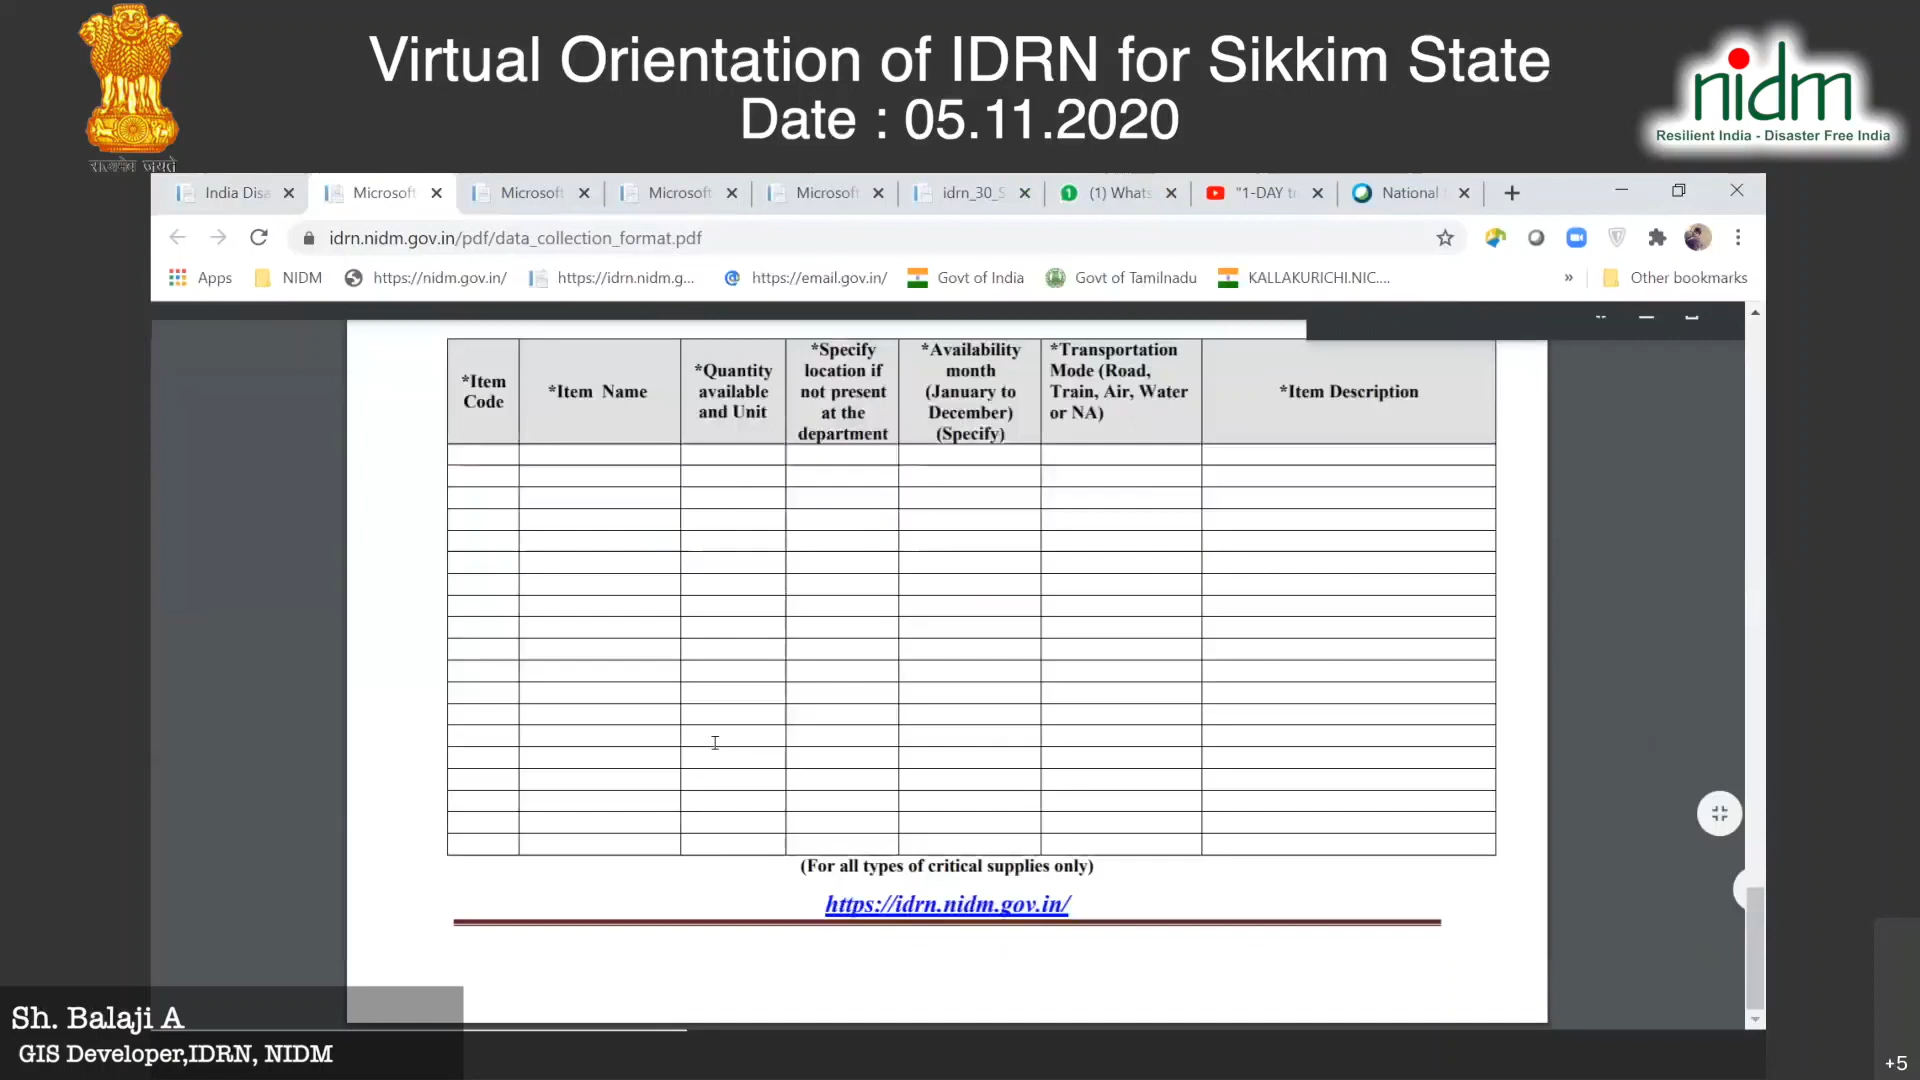 Virtual Orientation of IDRN for Sikkim State
Date : 05.11.2020
सत्यमेव जयते
nidm
Resilient India - Disaster Free India
India Disa
Microsoft
Microsoft
Microsoft
Microsoft
idrn_30_S
(1) Whats
"1-DAY t
National
idrn.nidm.gov.in/pdf/data_collection_format.pdf
Apps
NIDM
https://nidm.gov.in/
https://idrn.nidm.g...
https://email.gov.in/
Govt of India
Govt of Tamilnadu
KALLAKURICHI.NIC....
»
Other bookmarks
*Item
Code
*Item Name
*Quantity
available
and Unit
*Specify
location if
not present
at the
department
*Availability
month
(January to
December)
(Specify)
*Transportation
Mode (Road,
Train, Air, Water
or NA)
*Item Description
(For all types of critical supplies only)
https://idrn.nidm.gov.in/
Sh. Balaji A
GIS Developer,IDRN, NIDM
+5